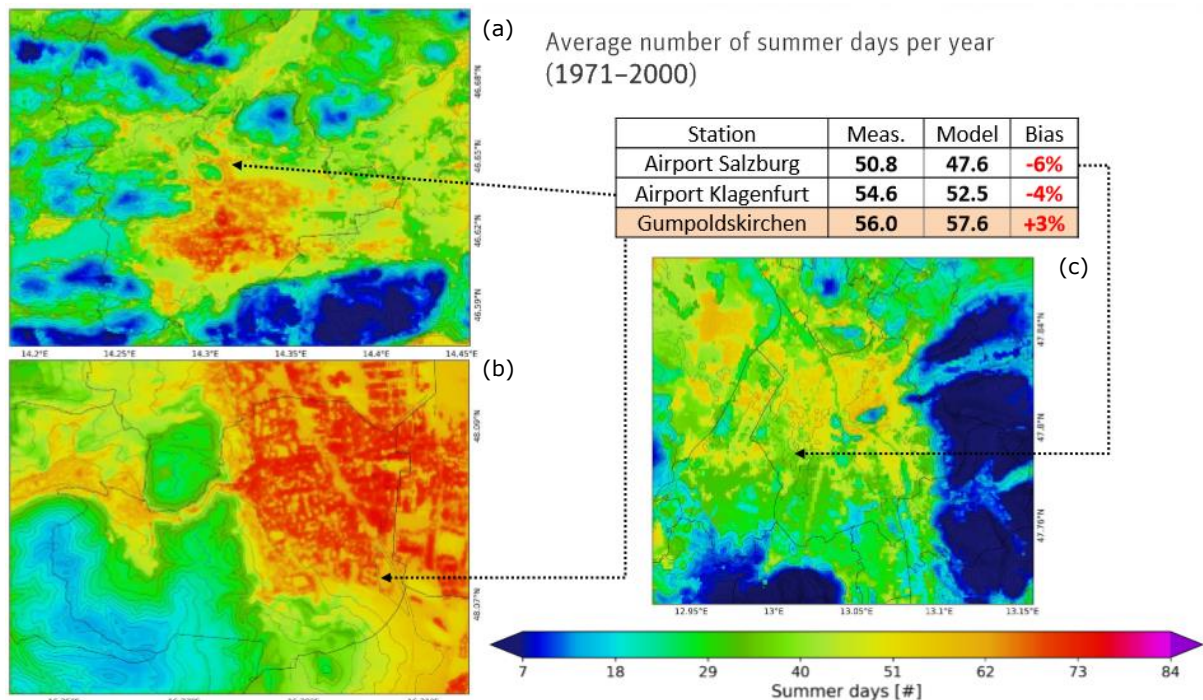 (a)
Average number of summer days per year
(1971–2000)
46.68°N
46.65°N
46.62°N
46.59°N
14.2°E 14.25°E 14.3°E 14.35°E 14.4°E 14.45°E
Station Meas. Model Bias
Airport Salzburg 50.8 47.6 -6%
Airport Klagenfurt 54.6 52.5 -4%
Gumpoldskirchen 56.0 57.6 +3%
(b)
48.09°N
48.07°N
(c)
47.84°N
47.8°N
47.76°N
12.95°E 13°E 13.05°E 13.1°E 13.15°E
7 18 29 40 51 62 73 84
Summer days [#]